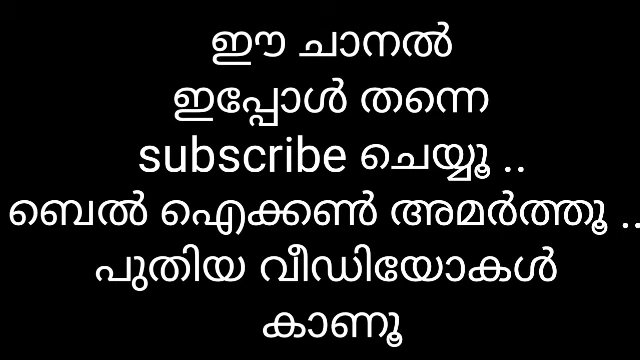 ഈ ചാനൽ
ഇപ്പോൾ തന്നെ
subscribe ചെയ്യൂ ..
ബെൽ ഐക്കൺ അമർത്തൂ ..
പുതിയ വീഡിയോകൾ
കാണൂ